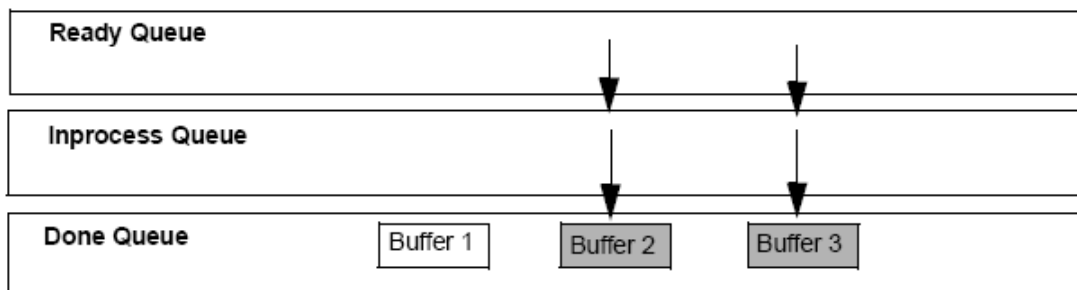 Ready Queue
Inprocess Queue
Done Queue
Buffer 1
Buffer 2
Buffer 3